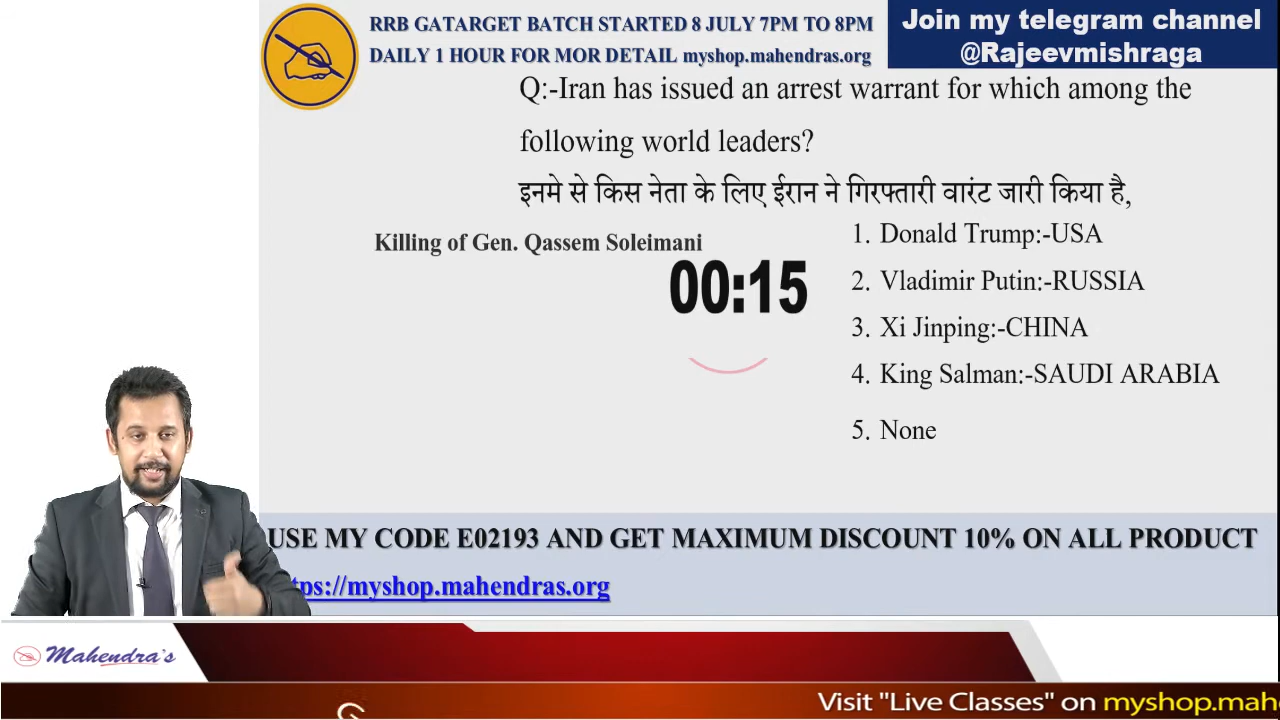 RRB GATARGET BATCH STARTED 8 JULY 7PM TO 8PM
DAILY 1 HOUR FOR MOR DETAIL myshop.mahendras.org
Join my telegram channel
@Rajeevmishraga
Q:-Iran has issued an arrest warrant for which among the
following world leaders?
इनमे से किस नेता के लिए ईरान ने गिरफ्तारी वारंट जारी किया है,
Killing of Gen. Qassem Soleimani
00:15
1. Donald Trump:-USA
2. Vladimir Putin:-RUSSIA
3. Xi Jinping:-CHINA
4. King Salman:-SAUDI ARABIA
5. None
USE MY CODE E02193 AND GET MAXIMUM DISCOUNT 10% ON ALL PRODUCT
tps://myshop.mahendras.org
Mahendra's
Visit "Live Classes" on myshop.mah